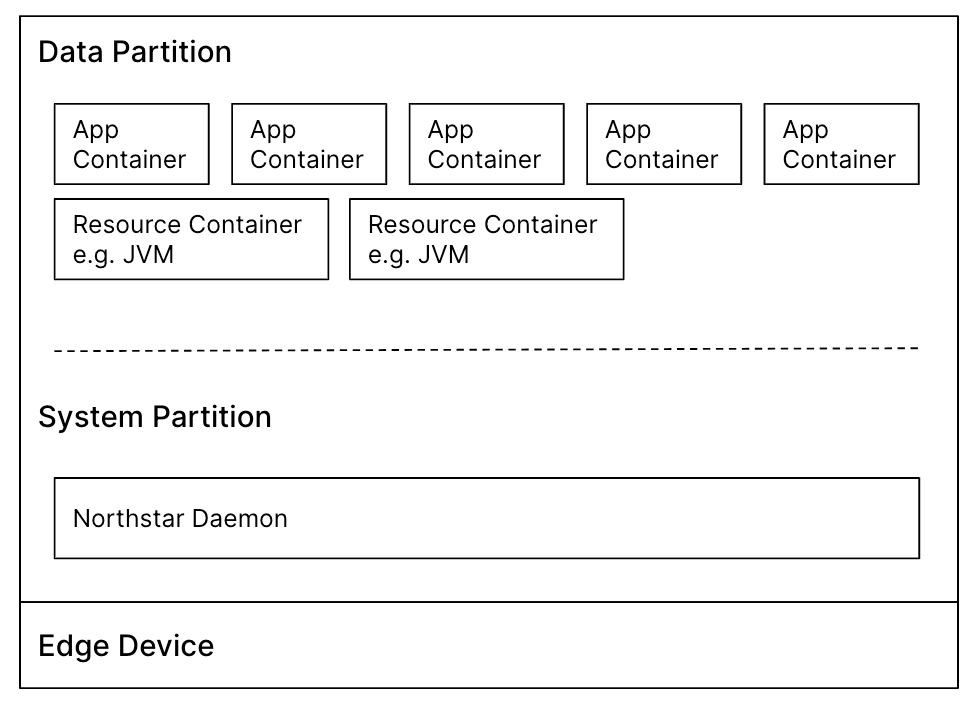 Data Partition
App
Container
App
Container
App
Container
App
Container
App
Container
Resource Container
e.g. JVM
Resource Container
e.g. JVM
System Partition
Northstar Daemon
Edge Device